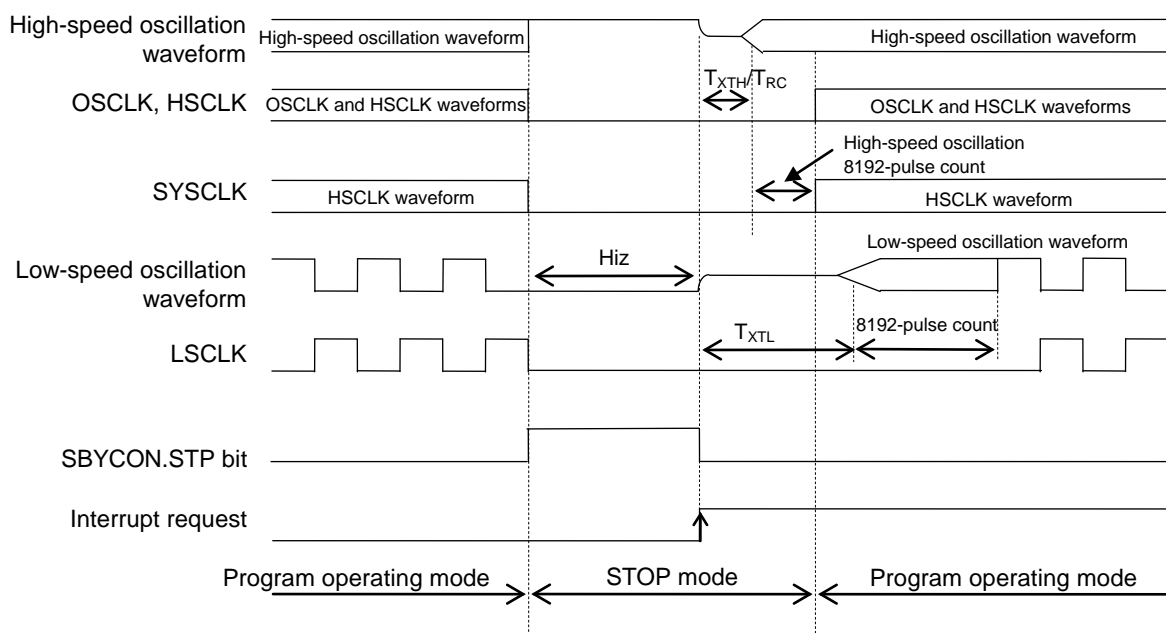 High-speed oscillation
waveform
High-speed oscillation waveform
High-speed oscillation waveform
TXTH/TRC
OSCLK, HSCLK
OSCLK and HSCLK waveforms
OSCLK and HSCLK waveforms
High-speed oscillation
8192-pulse count
SYSCLK
HSCLK waveform
HSCLK waveform
Low-speed oscillation waveform
Low-speed oscillation
waveform
Hiz
8192-pulse count
TXTL
LSCLK
SBYCON.STP bit
Interrupt request
Program operating mode
STOP mode
Program operating mode